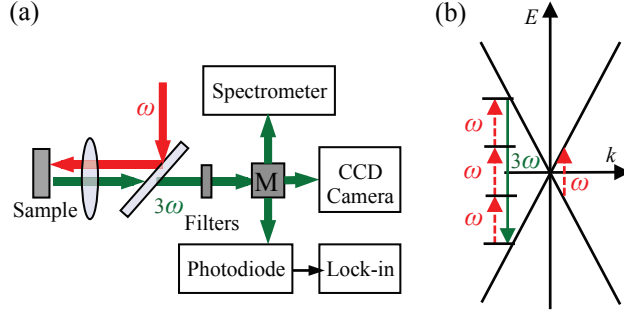 (a)
ω
Spectrometer
Sample
3ω
Filters
M
CCD
Camera
Photodiode
Lock-in
(b)
E
ω
ω
3ω
k
ω
ω